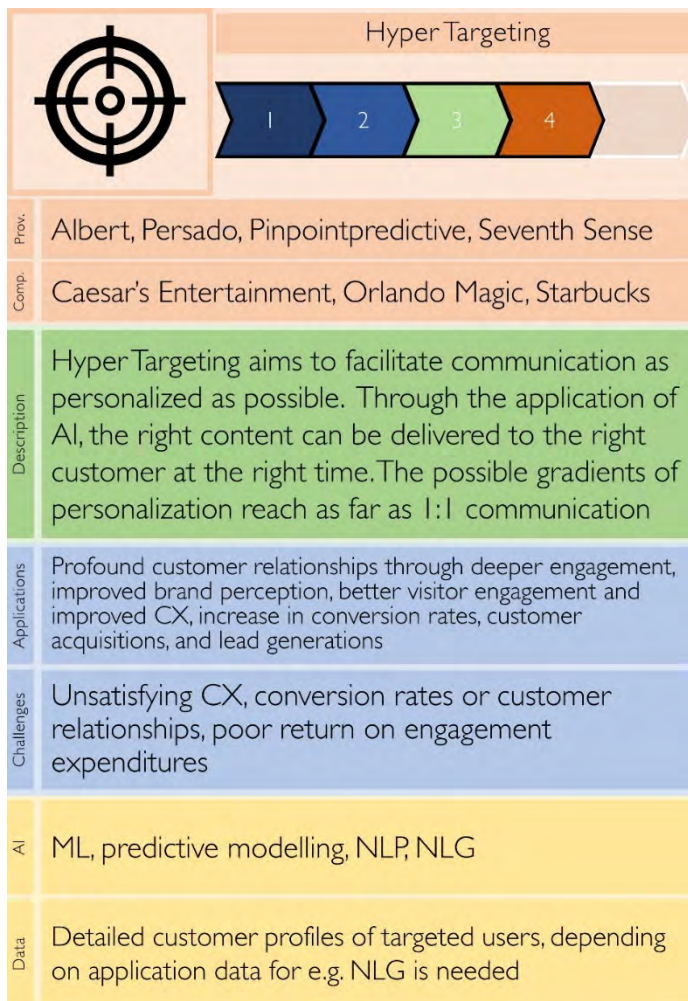 Hyper Targeting
1 2 3 4
Prov.
Albert, Persado, Pinpointpredictive, Seventh Sense
Comp.
Caesar's Entertainment, Orlando Magic, Starbucks
Description
Hyper Targeting aims to facilitate communication as
personalized as possible. Through the application of
AI, the right content can be delivered to the right
customer at the right time. The possible gradients of
personalization reach as far as 1:1 communication
Applications
Profound customer relationships through deeper engagement,
improved brand perception, better visitor engagement and
improved CX, increase in conversion rates, customer
acquisitions, and lead generations
Challenges
Unsatisfying CX, conversion rates or customer
relationships, poor return on engagement
expenditures
AI
ML, predictive modelling, NLP, NLG
Data
Detailed customer profiles of targeted users, depending
on application data for e.g. NLG is needed